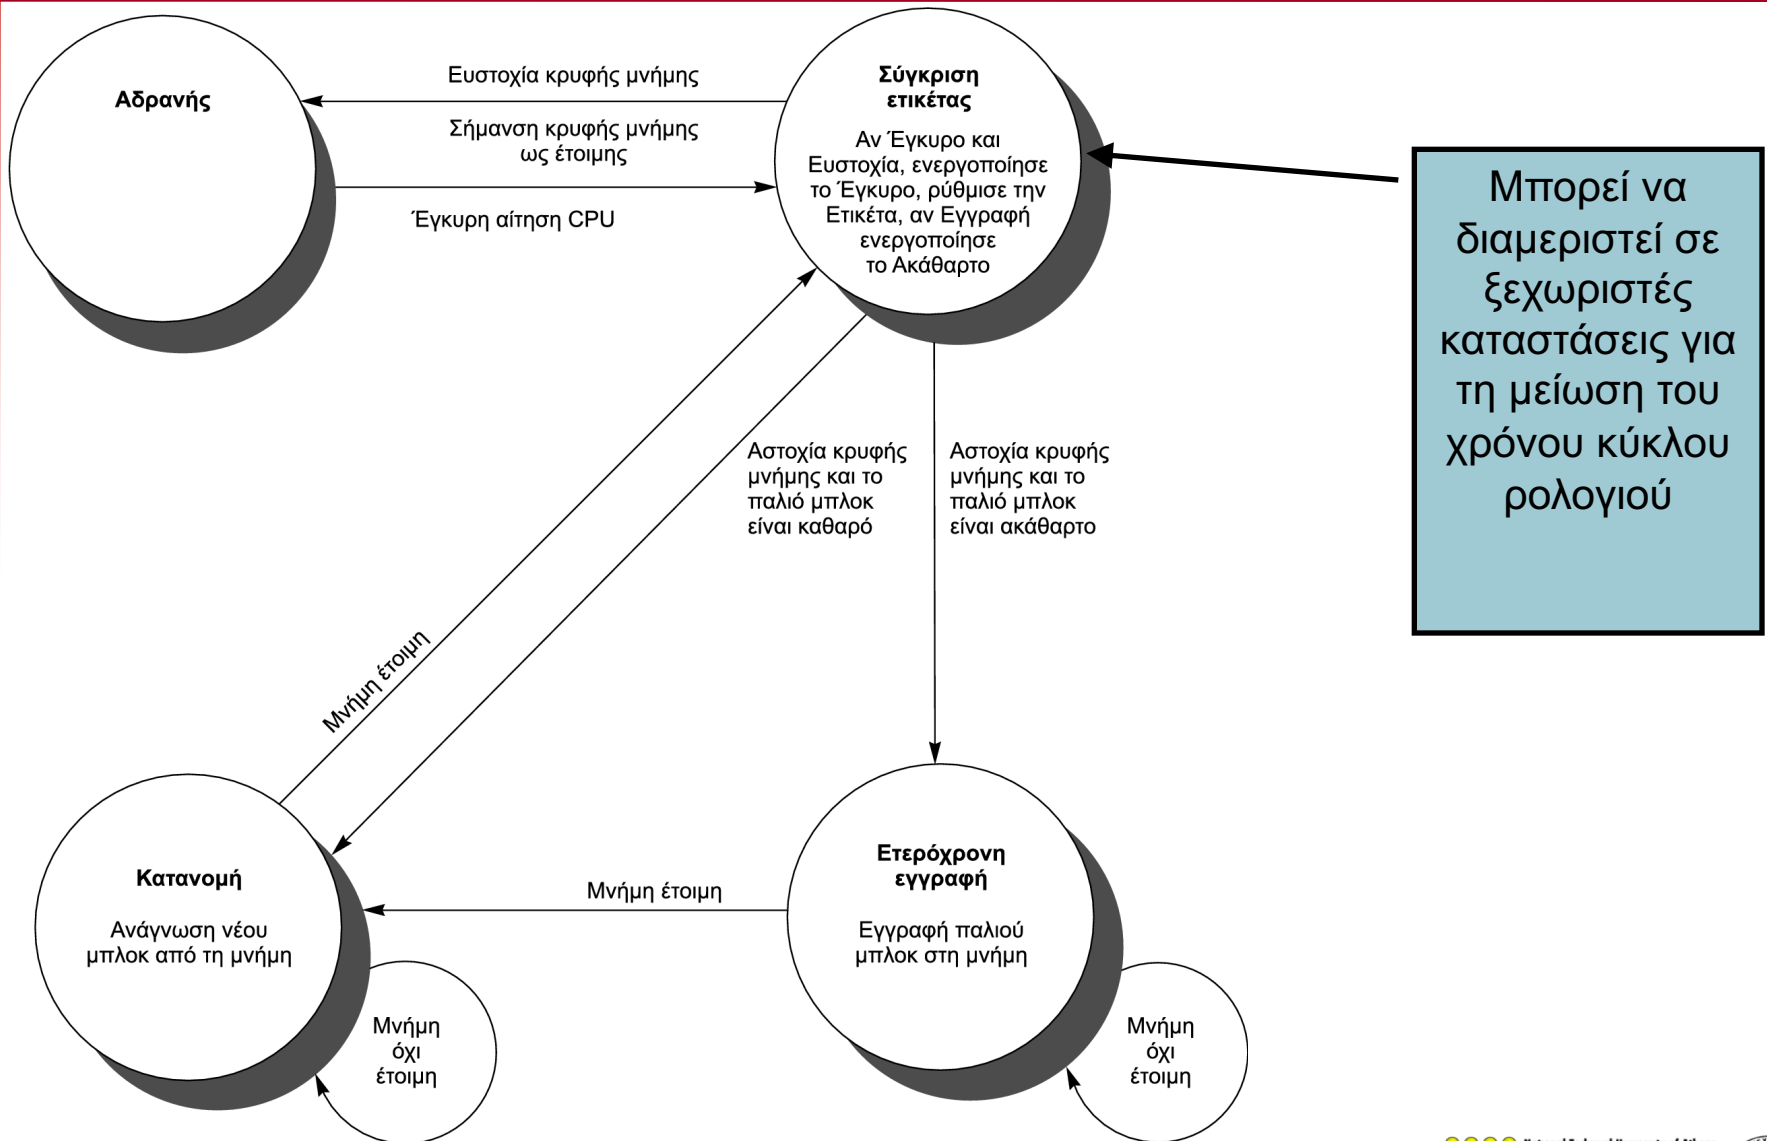 Αδρανής
Ευστοχία κρυφής μνήμης
Σήμανση κρυφής μνήμης
ως έτοιμης
Έγκυρη αίτηση CPU
Σύγκριση
ετικέτας
Αν Έγκυρο και
Ευστοχία, ενεργοποίησε
το Έγκυρο, ρύθμισε την
Ετικέτα, αν Εγγραφή
ενεργοποίησε
το Ακάθαρτο
Μπορεί να
διαμεριστεί σε
ξεχωριστές
καταστάσεις για
τη μείωση του
χρόνου κύκλου
ρολογιού
Αστοχία κρυφής
μνήμης και το
παλιό μπλοκ
είναι καθαρό
Αστοχία κρυφής
μνήμης και το
παλιό μπλοκ
είναι ακάθαρτο
Μνήμη έτοιμη
Κατανομή
Ανάγνωση νέου
μπλοκ από τη μνήμη
Μνήμη έτοιμη
Ετερόχρονη
εγγραφή
Εγγραφή παλιού
μπλοκ στη μνήμη
Μνήμη
όχι
έτοιμη
Μνήμη
όχι
έτοιμη